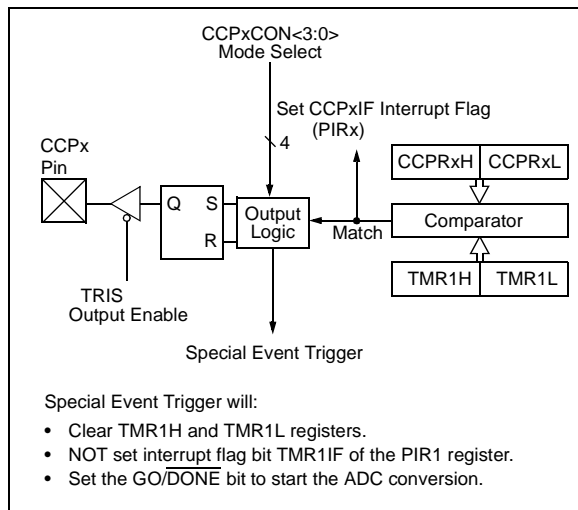 CCPxCON<3:0>
Mode Select
Set CCPxIF Interrupt Flag
(PIRx)
4
CCPx
Pin
CCPRxH CCPRxL
Q S
R
Output
Logic
Match
Comparator
TRIS
Output Enable
TMR1H TMR1L
Special Event Trigger
Special Event Trigger will:
• Clear TMR1H and TMR1L registers.
• NOT set interrupt flag bit TMR1IF of the PIR1 register.
• Set the GO/DONE bit to start the ADC conversion.